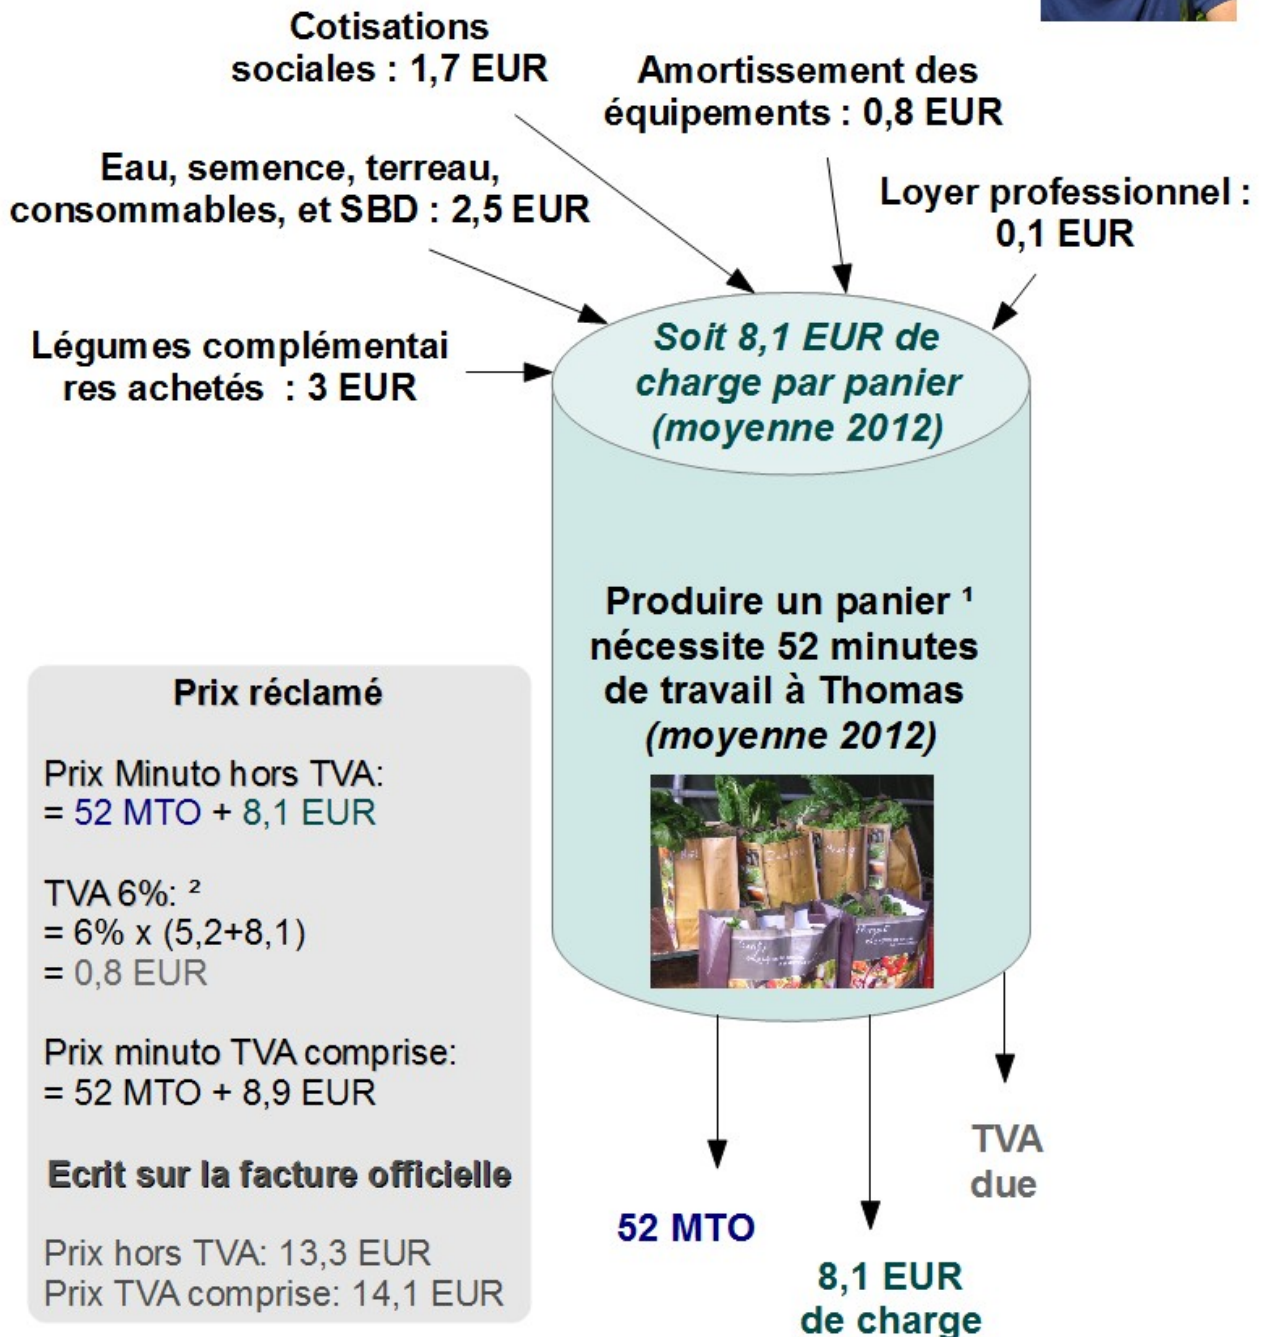 Cotisations
sociales : 1,7 EUR
Amortissement des
équipements : 0,8 EUR
Eau, semence, terreau,
consommables, et SBD : 2,5 EUR
Loyer professionnel :
0,1 EUR
Légumes complémentai
res achetés : 3 EUR
Soit 8,1 EUR de
charge par panier
(moyenne 2012)
Produire un panier ¹
nécessite 52 minutes
de travail à Thomas
(moyenne 2012)
Prix réclamé
Prix Minuto hors TVA:
= 52 MTO + 8,1 EUR
TVA 6%: ²
= 6% x (5,2+8,1)
= 0,8 EUR
Prix minuto TVA comprise:
= 52 MTO + 8,9 EUR
Ecrit sur la facture officielle
Prix hors TVA: 13,3 EUR
Prix TVA comprise: 14,1 EUR
52 MTO
8,1 EUR
de charge
TVA
due